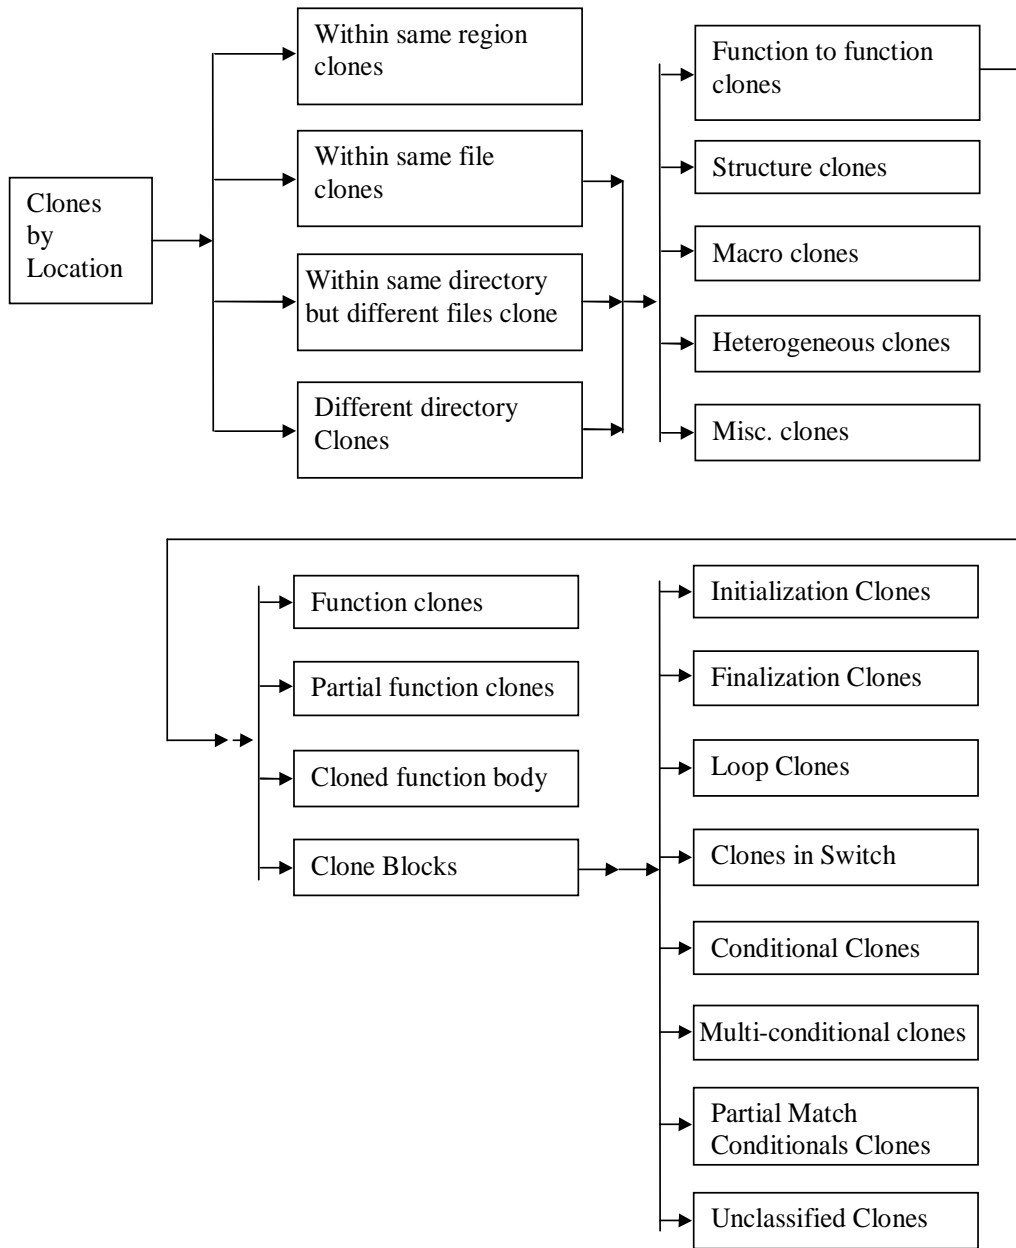 Clones
by
Location
Within same region
clones
Within same file
clones
Within same directory
but different files clone
Different directory
Clones
Function to function
clones
Structure clones
Macro clones
Heterogeneous clones
Misc. clones
Function clones
Partial function clones
Cloned function body
Clone Blocks
Initialization Clones
Finalization Clones
Loop Clones
Clones in Switch
Conditional Clones
Multi-conditional clones
Partial Match
Conditionals Clones
Unclassified Clones